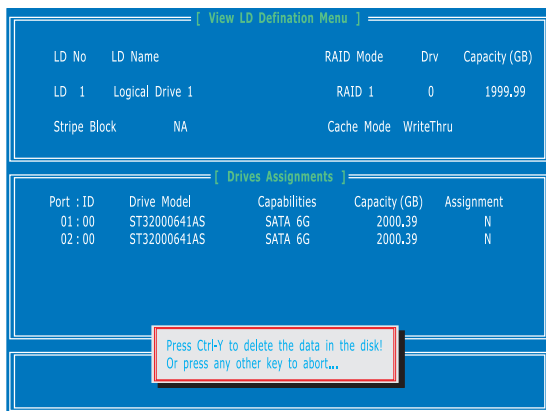 [ View LD Defination Menu ]
LD No LD Name RAID Mode Drv Capacity (GB)
LD 1 Logical Drive 1 RAID 1 0 1999.99
Stripe Block NA Cache Mode WriteThru
[ Drives Assignments ]
Port : ID Drive Model Capabilities Capacity (GB) Assignment
01 : 00 ST32000641AS SATA 6G 2000.39 N
02 : 00 ST32000641AS SATA 6G 2000.39 N
Press Ctrl-Y to delete the data in the disk!
Or press any other key to abort...